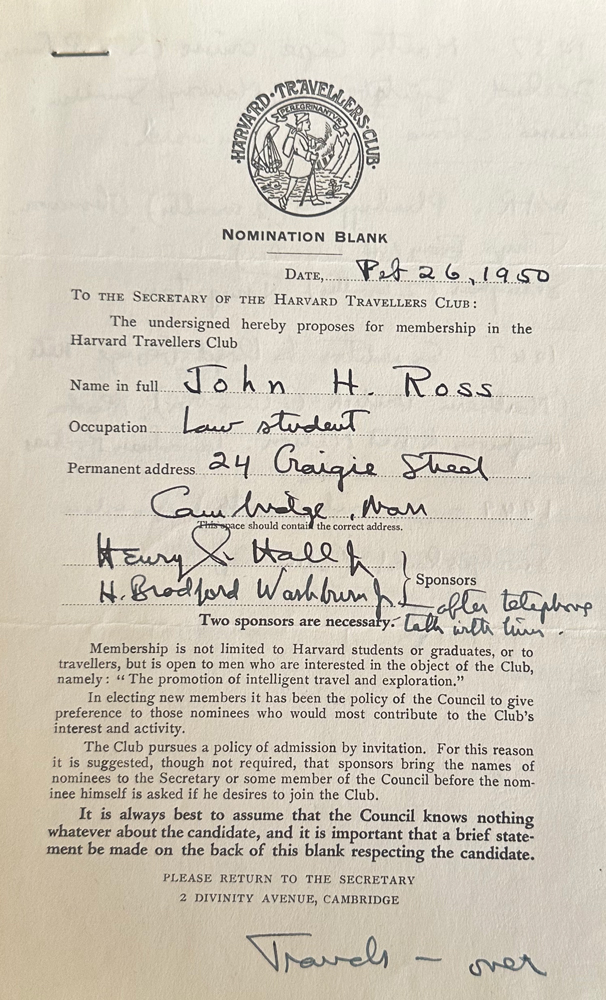 ·HARVARD·TRAVELLERS·CLUB·
PEREGRINAMVR
NOMINATION BLANK
DATE, Feb 26, 1950
TO THE SECRETARY OF THE HARVARD TRAVELLERS CLUB:
The undersigned hereby proposes for membership in the
Harvard Travellers Club
Name in full John H. Ross
Occupation Law student
Permanent address 24 Craigie Street
Cambridge, Mass
This space should contain the correct address.
Henry S. Hall Jr
H. Bradford Washburn Jr
Sponsors
after telephone
Two sponsors are necessary.
talk with him.
Membership is not limited to Harvard students or graduates, or to
travellers, but is open to men who are interested in the object of the Club,
namely: "The promotion of intelligent travel and exploration."
In electing new members it has been the policy of the Council to give
preference to those nominees who would most contribute to the Club's
interest and activity.
The Club pursues a policy of admission by invitation. For this reason
it is suggested, though not required, that sponsors bring the names of
nominees to the Secretary or some member of the Council before the nom-
inee himself is asked if he desires to join the Club.
It is always best to assume that the Council knows nothing
whatever about the candidate, and it is important that a brief state-
ment be made on the back of this blank respecting the candidate.
PLEASE RETURN TO THE SECRETARY
2 DIVINITY AVENUE, CAMBRIDGE
Travels – over